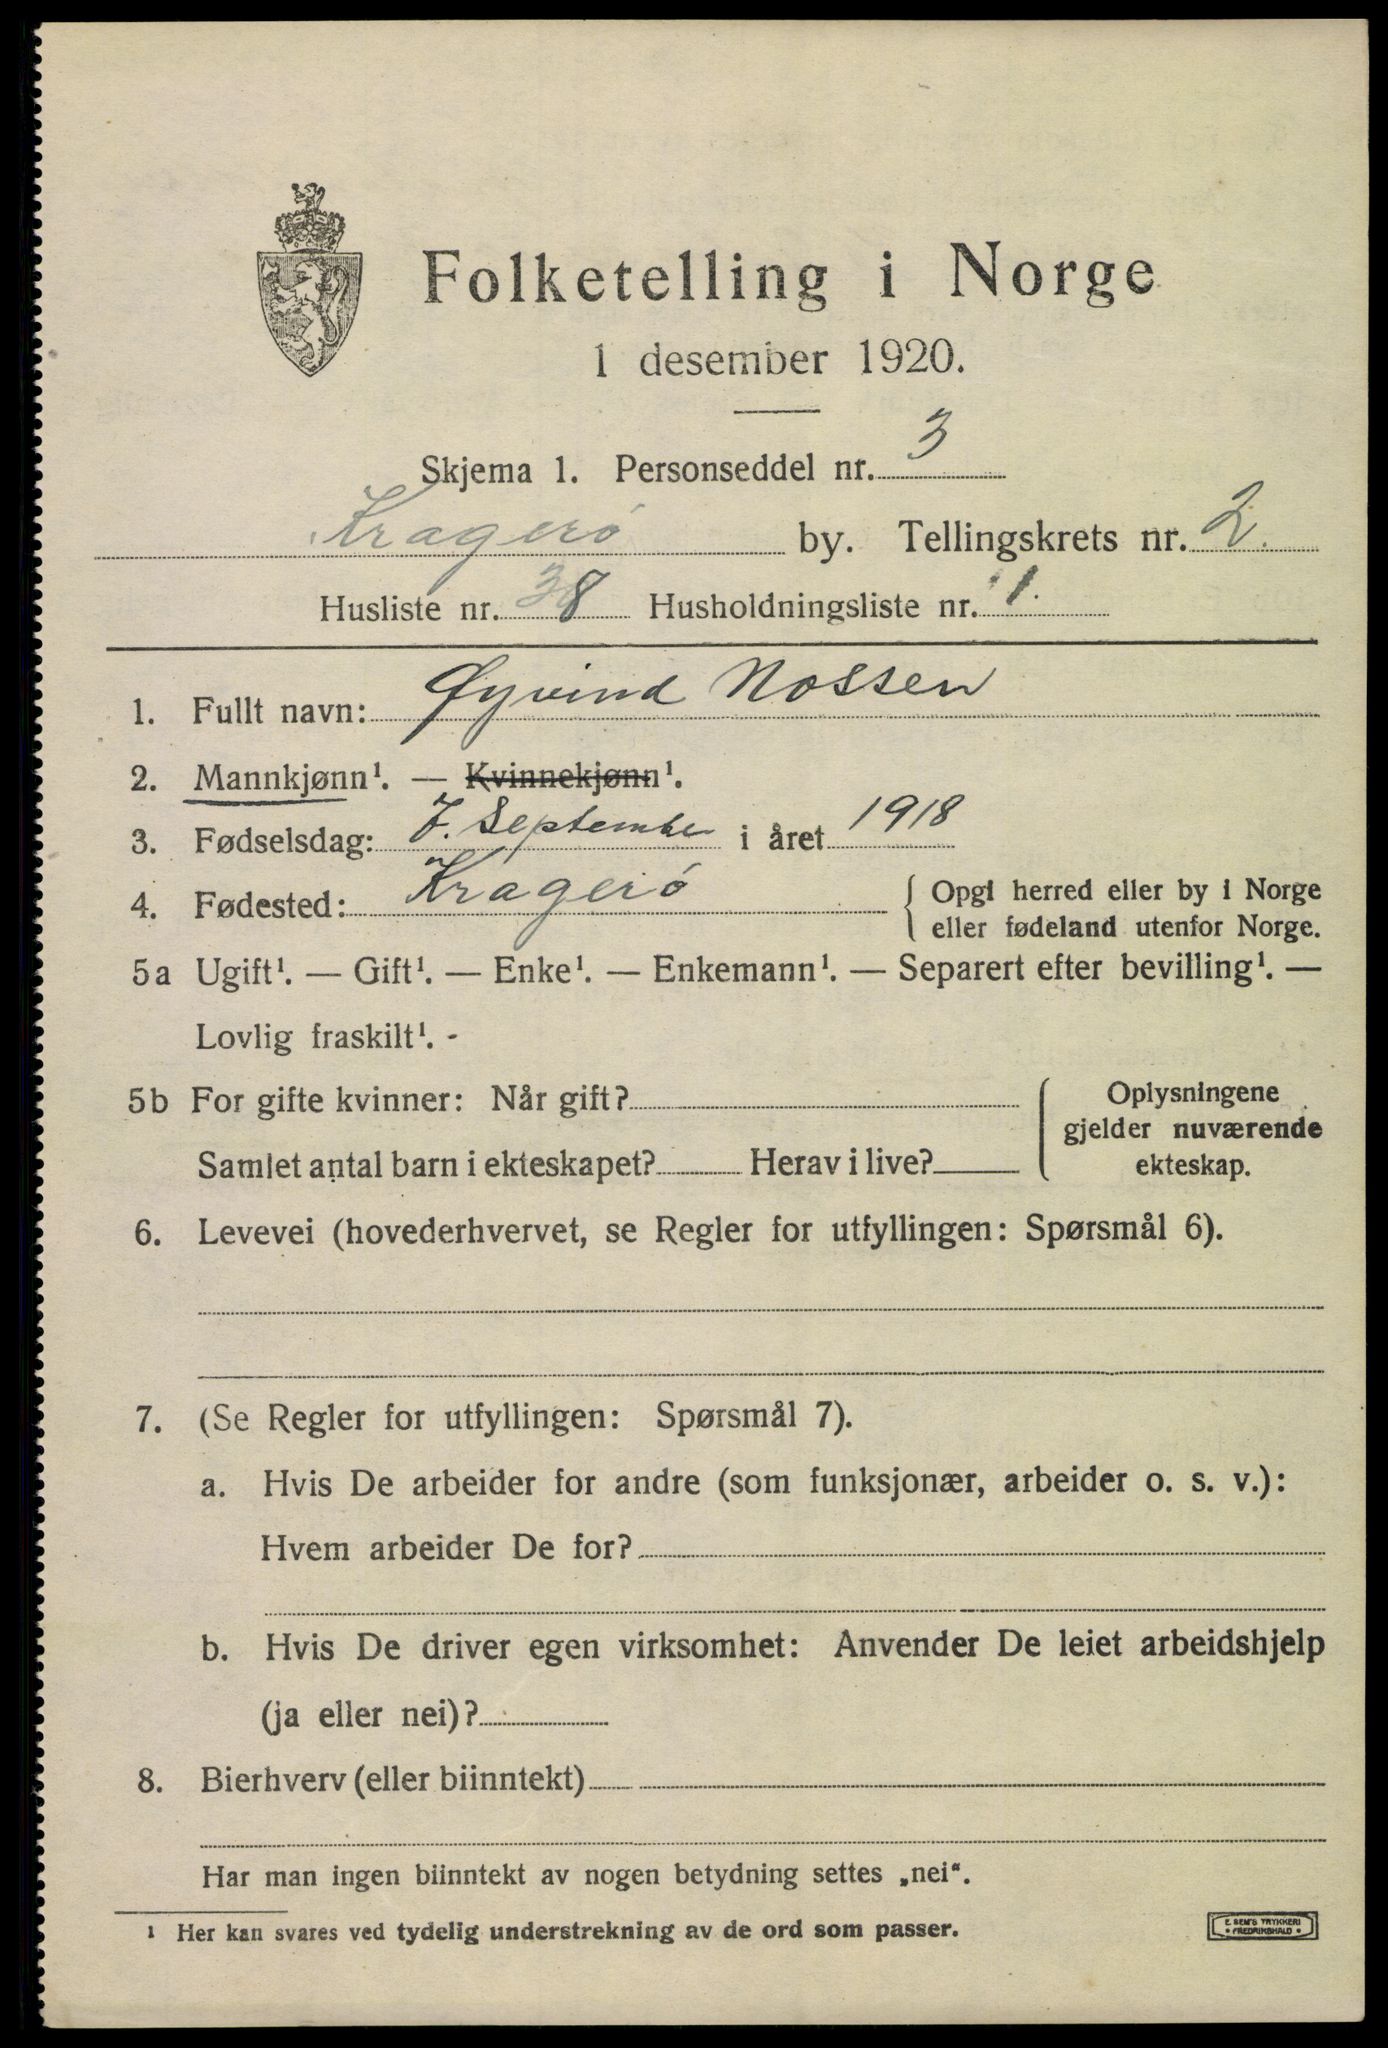 Folketelling i Norge
1 desember 1920.
Skjema 1. Personseddel nr. 3
Kragerø by. Tellingskrets nr. 2.
Husliste nr. 38 Husholdningsliste nr. 1.
1. Fullt navn: Øyvind Nossen
2. Mannkjønn¹. — Kvinnekjønn¹.
3. Fødselsdag: 7. September i året 1918
4. Fødested: Kragerø { Opgi herred eller by i Norge
eller fødeland utenfor Norge.
5a Ugift¹. — Gift¹. — Enke¹. — Enkemann¹. — Separert efter bevilling¹. —
Lovlig fraskilt¹. -
5b For gifte kvinner: Når gift? { Oplysningene
gjelder nuværende
Samlet antal barn i ekteskapet? Herav i live? ekteskap.
6. Levevei (hovederhvervet, se Regler for utfyllingen: Spørsmål 6).
7. (Se Regler for utfyllingen: Spørsmål 7).
a. Hvis De arbeider for andre (som funksjonær, arbeider o. s. v.):
Hvem arbeider De for?
b. Hvis De driver egen virksomhet: Anvender De leiet arbeidshjelp
(ja eller nei)?
8. Bierhverv (eller biinntekt)
Har man ingen biinntekt av nogen betydning settes „nei“.
¹ Her kan svares ved tydelig understrekning av de ord som passer.
E. SEM'S TRYKKERI
• FREDRIKSHALD •